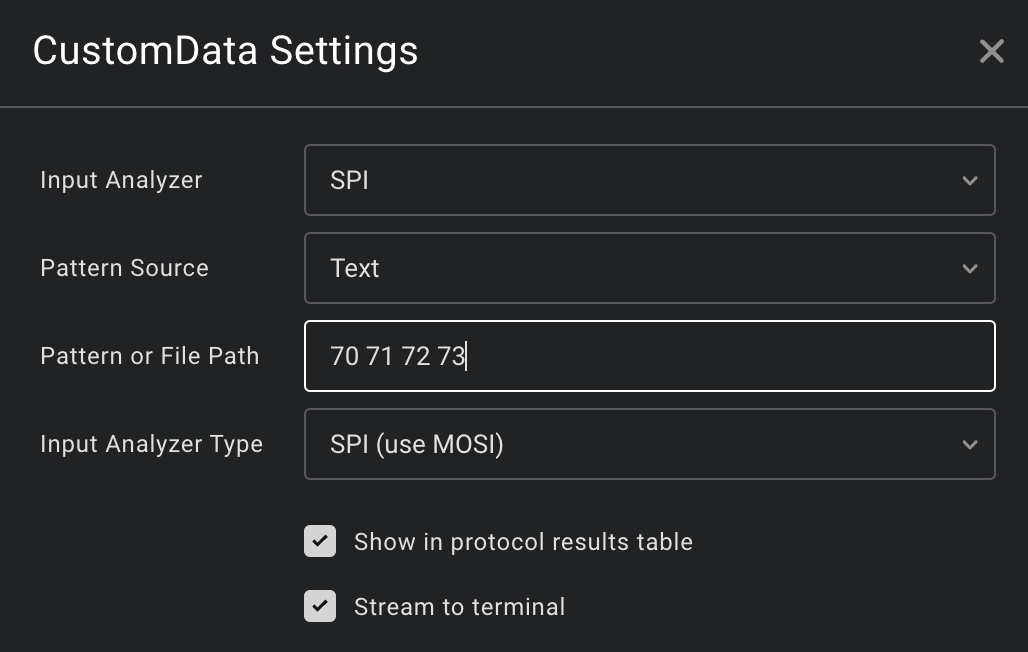 CustomData Settings
Input Analyzer
SPI
Pattern Source
Text
Pattern or File Path
70 71 72 73
Input Analyzer Type
SPI (use MOSI)
Show in protocol results table
Stream to terminal